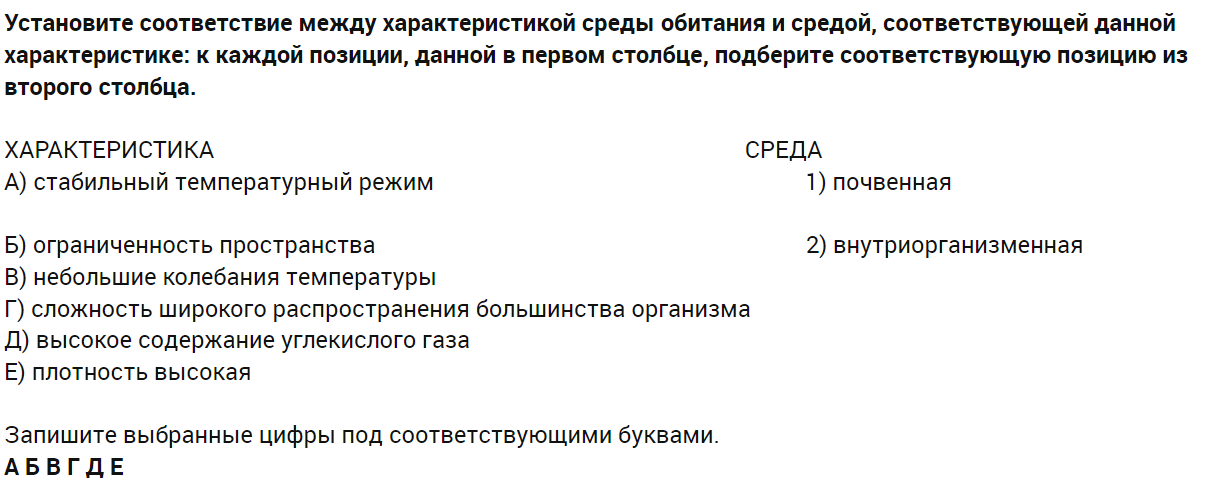 Установите соответствие между характеристикой среды обитания и средой, соответствующей данной
характеристике: к каждой позиции, данной в первом столбце, подберите соответствующую позицию из
второго столбца.
ХАРАКТЕРИСТИКА СРЕДА
А) стабильный температурный режим 1) почвенная
Б) ограниченность пространства 2) внутриорганизменная
В) небольшие колебания температуры
Г) сложность широкого распространения большинства организма
Д) высокое содержание углекислого газа
Е) плотность высокая
Запишите выбранные цифры под соответствующими буквами.
А Б В Г Д Е